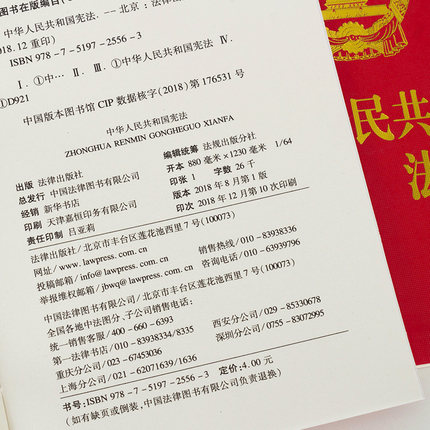 图书在版编目(
中华人民共和国宪法. -- 北京 : 法律出
018.12 重印)
ISBN 978-7-5197-2556-3
Ⅰ. ①中… Ⅱ. Ⅲ. ①中华人民共和国宪法 Ⅳ.
①D921
中国版本图书馆 CIP 数据核字(2018)第 176531 号
中华人民共和国宪法
ZHONGHUA RENMIN GONGHEGUO XIANFA
出版 法律出版社
总发行 中国法律图书有限公司
经销 新华书店
印刷 天津嘉恒印务有限公司
责任印制 吕亚莉
编辑统筹 法规出版分社
开本 880 毫米×1230 毫米 1/64
印张 1 字数 26 千
版本 2018 年 8 月第 1 版
印次 2018 年 12 月第 10 次印刷
法律出版社/北京市丰台区莲花池西里 7 号(100073)
网址/www.lawpress.com.cn
投稿邮箱/info@lawpress.com.cn
举报维权邮箱/jbwq@lawpress.com.cn
销售热线/010-83938336
咨询电话/010-63939796
中国法律图书有限公司/北京市丰台区莲花池西里 7 号(100073)
全国各地中法图分、子公司销售电话:
统一销售客服/400-660-6393
第一法律书店/010-83938334/8335
重庆分公司/023-67453036
上海分公司/021-62071639/1636
西安分公司/029-85330678
深圳分公司/0755-83072995
书号:ISBN 978-7-5197-2556-3 定价:4.00 元
(如有缺页或倒装,中国法律图书有限公司负责退换)
民共
法